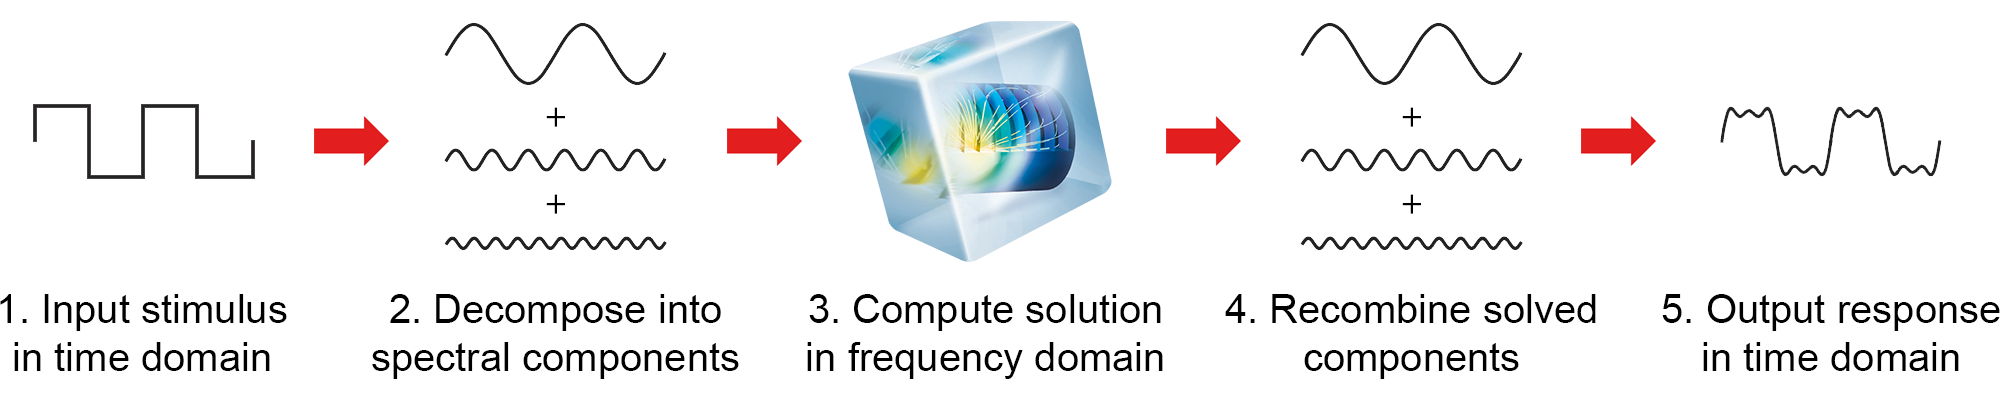 +
+
+
+
1. Input stimulus
in time domain
2. Decompose into
spectral components
3. Compute solution
in frequency domain
4. Recombine solved
components
5. Output response
in time domain